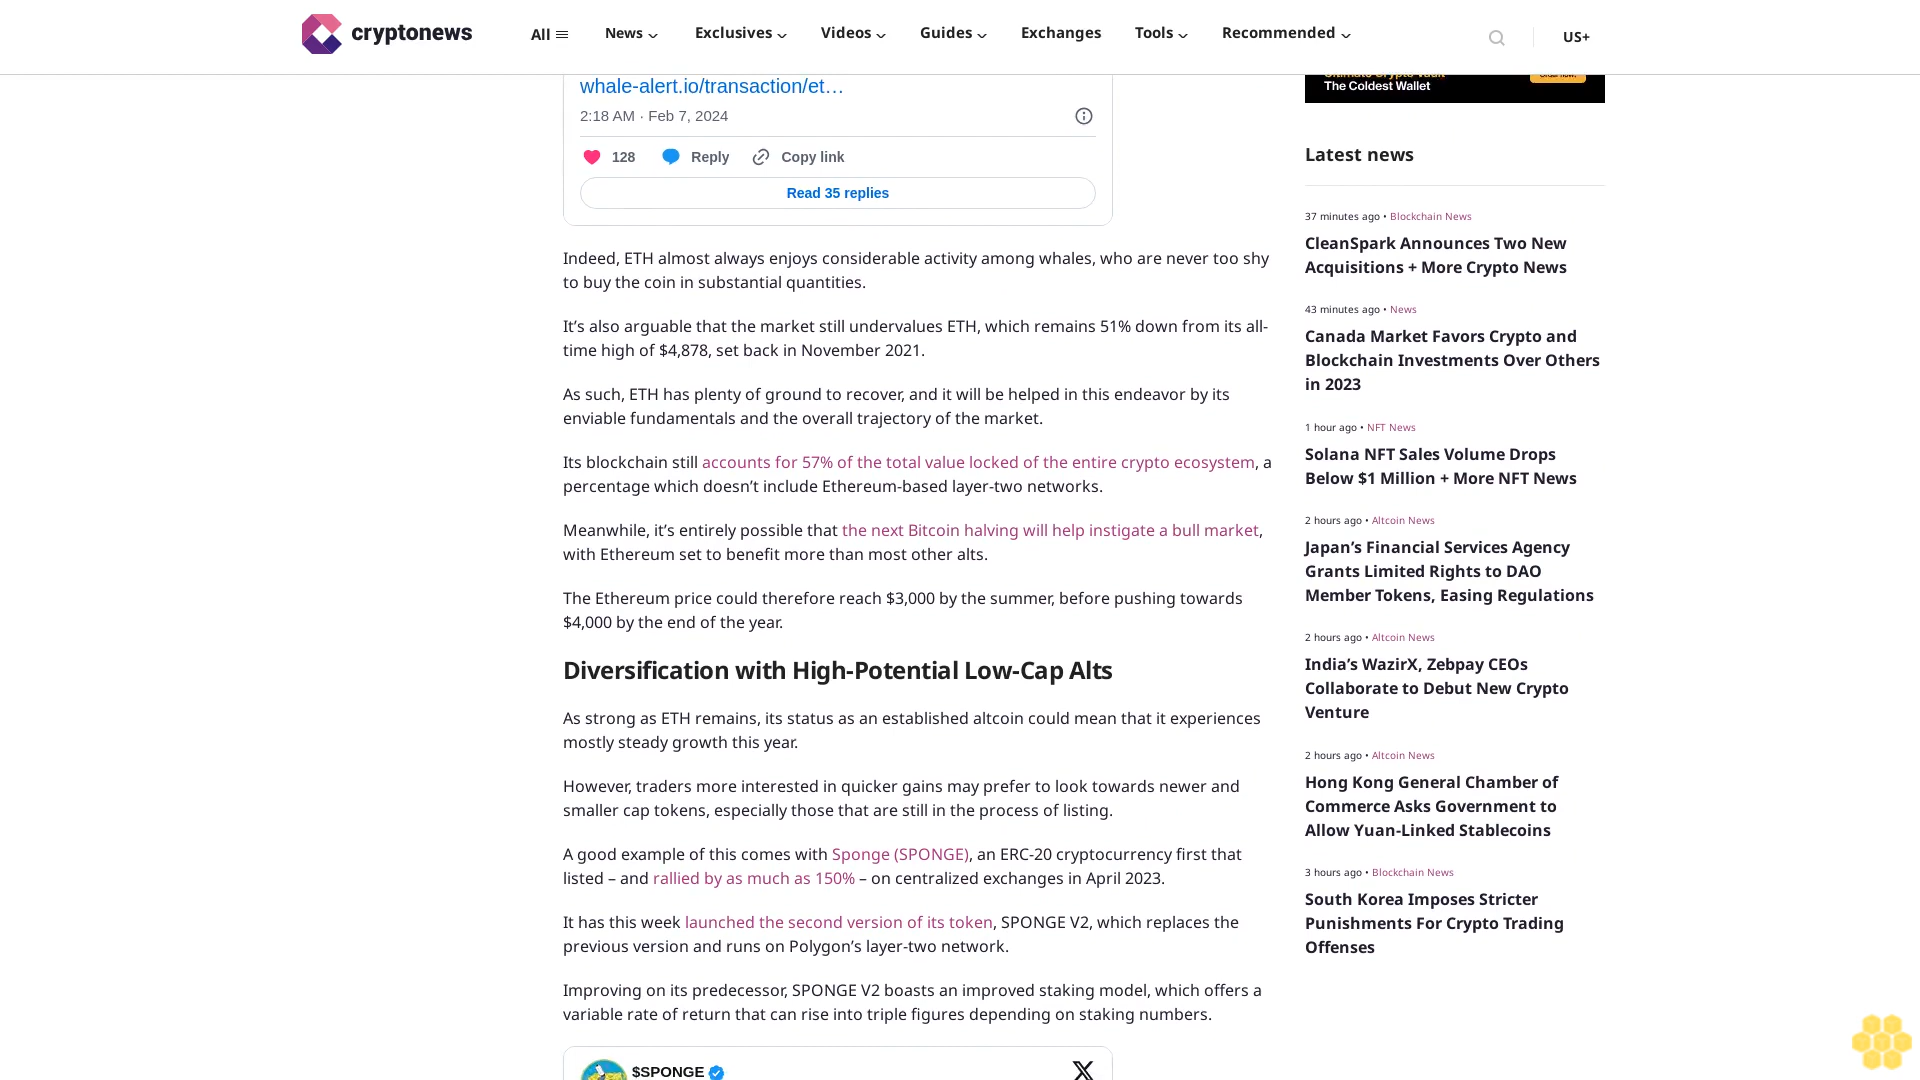 cryptonews
All
News
Exclusives
Videos
Guides
Exchanges
Tools
Recommended
US+
whale-alert.io/transaction/et…
2:18 AM · Feb 7, 2024
128
Reply
Copy link
Read 35 replies
Indeed, ETH almost always enjoys considerable activity among whales, who are never too shy
to buy the coin in substantial quantities.
It’s also arguable that the market still undervalues ETH, which remains 51% down from its all-
time high of $4,878, set back in November 2021.
As such, ETH has plenty of ground to recover, and it will be helped in this endeavor by its
enviable fundamentals and the overall trajectory of the market.
Its blockchain still accounts for 57% of the total value locked of the entire crypto ecosystem, a
percentage which doesn’t include Ethereum-based layer-two networks.
Meanwhile, it’s entirely possible that the next Bitcoin halving will help instigate a bull market,
with Ethereum set to benefit more than most other alts.
The Ethereum price could therefore reach $3,000 by the summer, before pushing towards
$4,000 by the end of the year.
Diversification with High-Potential Low-Cap Alts
As strong as ETH remains, its status as an established altcoin could mean that it experiences
mostly steady growth this year.
However, traders more interested in quicker gains may prefer to look towards newer and
smaller cap tokens, especially those that are still in the process of listing.
A good example of this comes with Sponge (SPONGE), an ERC-20 cryptocurrency first that
listed – and rallied by as much as 150% – on centralized exchanges in April 2023.
It has this week launched the second version of its token, SPONGE V2, which replaces the
previous version and runs on Polygon’s layer-two network.
Improving on its predecessor, SPONGE V2 boasts an improved staking model, which offers a
variable rate of return that can rise into triple figures depending on staking numbers.
$SPONGE
The Coldest Wallet
Latest news
37 minutes ago • Blockchain News
CleanSpark Announces Two New
Acquisitions + More Crypto News
43 minutes ago • News
Canada Market Favors Crypto and
Blockchain Investments Over Others
in 2023
1 hour ago • NFT News
Solana NFT Sales Volume Drops
Below $1 Million + More NFT News
2 hours ago • Altcoin News
Japan’s Financial Services Agency
Grants Limited Rights to DAO
Member Tokens, Easing Regulations
2 hours ago • Altcoin News
India’s WazirX, Zebpay CEOs
Collaborate to Debut New Crypto
Venture
2 hours ago • Altcoin News
Hong Kong General Chamber of
Commerce Asks Government to
Allow Yuan-Linked Stablecoins
3 hours ago • Blockchain News
South Korea Imposes Stricter
Punishments For Crypto Trading
Offenses